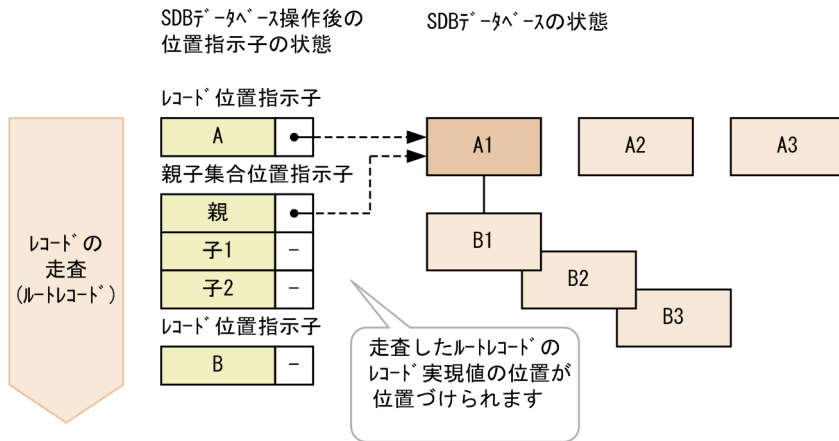 SDBﾃﾞｰﾀﾍﾞｰｽ操作後の
位置指示子の状態
SDBﾃﾞｰﾀﾍﾞｰｽの状態
ﾚｺｰﾄﾞ位置指示子
A
A1
A2
A3
親子集合位置指示子
親
子1
-
子2
-
ﾚｺｰﾄﾞの
走査
(ﾙｰﾄﾚｺｰﾄﾞ)
B1
B2
B3
ﾚｺｰﾄﾞ位置指示子
B
-
走査したﾙｰﾄﾚｺｰﾄﾞの
ﾚｺｰﾄﾞ実現値の位置が
位置づけられます